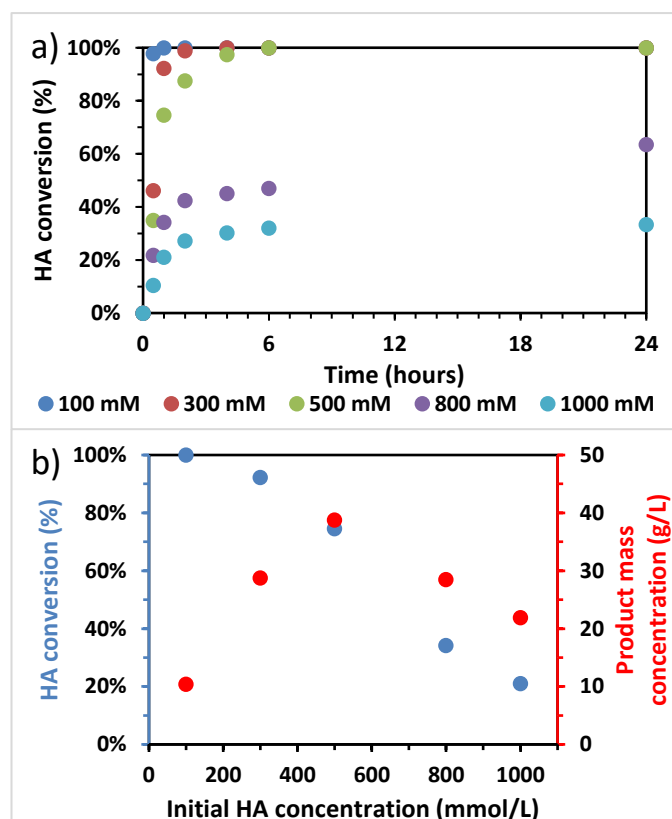 a)
100%
80%
60%
40%
20%
0%
HA conversion (%)
0 6 12 18 24
Time (hours)
100 mM 300 mM 500 mM 800 mM 1000 mM
b)
100%
80%
60%
40%
20%
0%
HA conversion (%)
50
40
30
20
10
0
Product mass
concentration (g/L)
0 200 400 600 800 1000
Initial HA concentration (mmol/L)